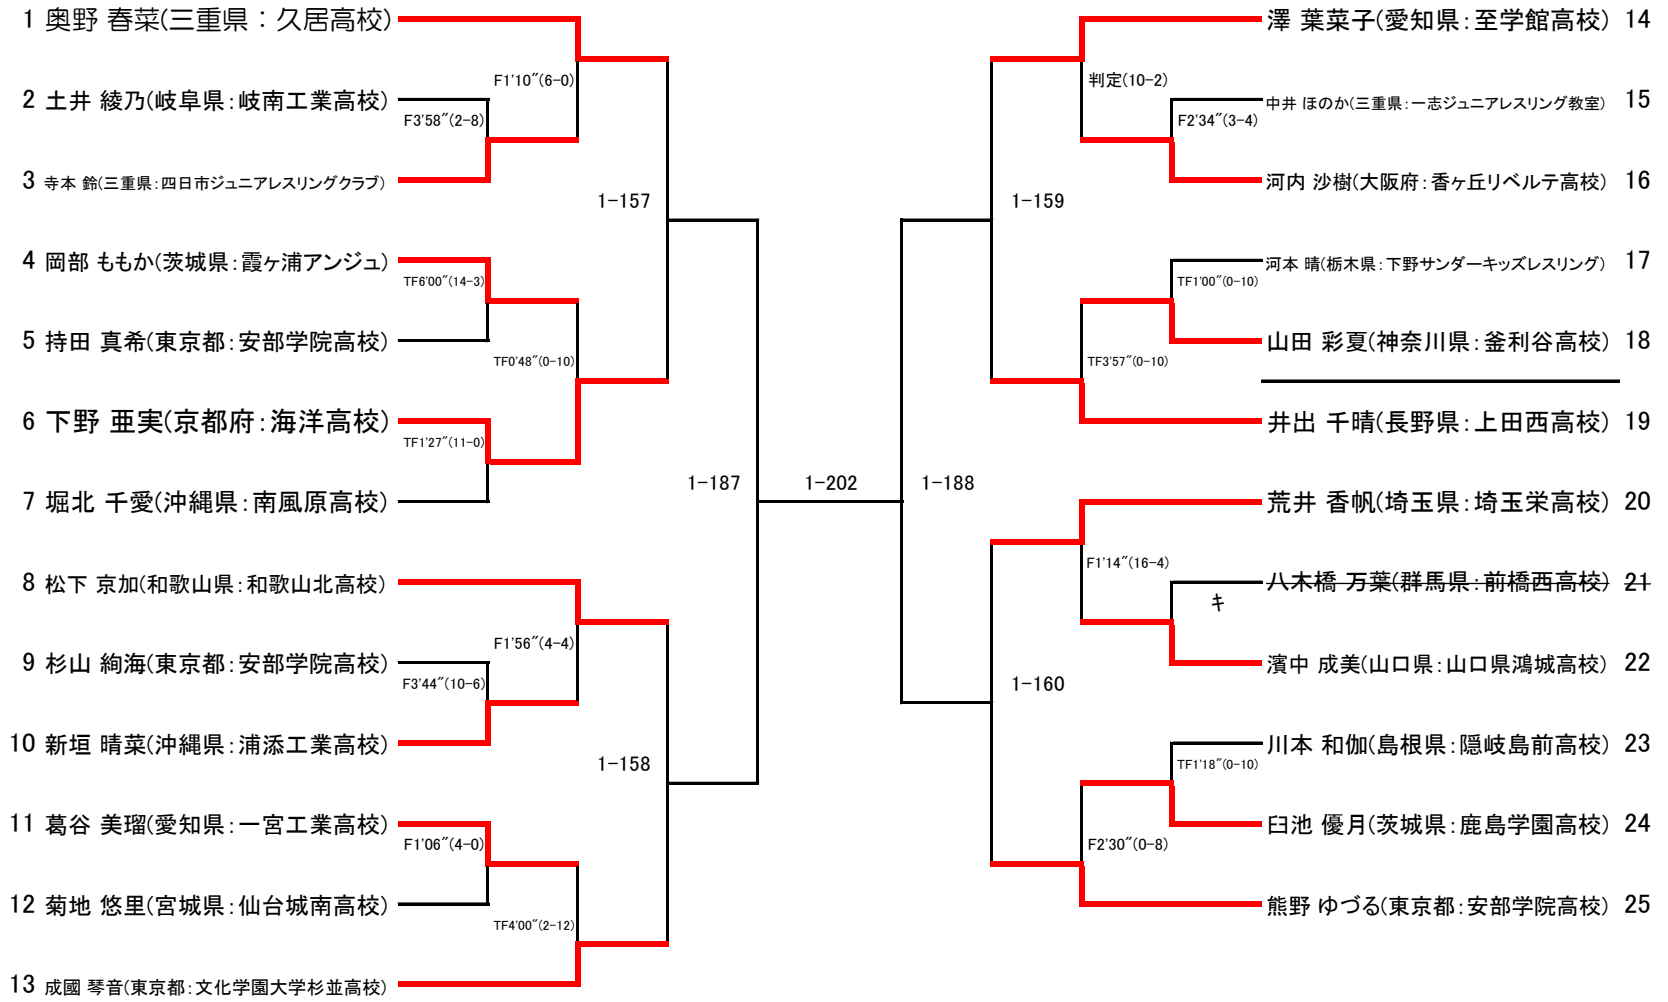 1 奥野 春菜(三重県：久居高校)
F1'10"(6-0)
2 土井 綾乃(岐阜県：岐南工業高校)
F3'58"(2-8)
3 寺本 鈴(三重県：四日市ジュニアレスリングクラブ)
1-157
4 岡部 ももか(茨城県：霞ヶ浦アンジュ)
TF6'00"(14-3)
5 持田 真希(東京都：安部学院高校)
TF0'48"(0-10)
6 下野 亜実(京都府：海洋高校)
TF1'27"(11-0)
7 堀北 千愛(沖縄県：南風原高校)
1-187
8 松下 京加(和歌山県：和歌山北高校)
F1'56"(4-4)
9 杉山 絢海(東京都：安部学院高校)
F3'44"(10-6)
10 新垣 晴菜(沖縄県：浦添工業高校)
1-158
11 葛谷 美瑠(愛知県：一宮工業高校)
F1'06"(4-0)
12 菊地 悠里(宮城県：仙台城南高校)
TF4'00"(2-12)
13 成國 琴音(東京都：文化学園大学杉並高校)
1-202
澤 葉菜子(愛知県：至学館高校) 14
判定(10-2)
中井 ほのか(三重県：一志ジュニアレスリング教室) 15
F2'34"(3-4)
河内 沙樹(大阪府：香ヶ丘リベルテ高校) 16
1-159
河本 晴(栃木県：下野サンダーキッズレスリング) 17
TF1'00"(0-10)
山田 彩夏(神奈川県：釜利谷高校) 18
TF3'57"(0-10)
井出 千晴(長野県：上田西高校) 19
1-188
荒井 香帆(埼玉県：埼玉栄高校) 20
F1'14"(16-4)
八木橋 万葉(群馬県：前橋西高校) 21
キ
濱中 成美(山口県：山口県鴻城高校) 22
1-160
川本 和伽(島根県：隠岐島前高校) 23
TF1'18"(0-10)
臼池 優月(茨城県：鹿島学園高校) 24
F2'30"(0-8)
熊野 ゆづる(東京都：安部学院高校) 25